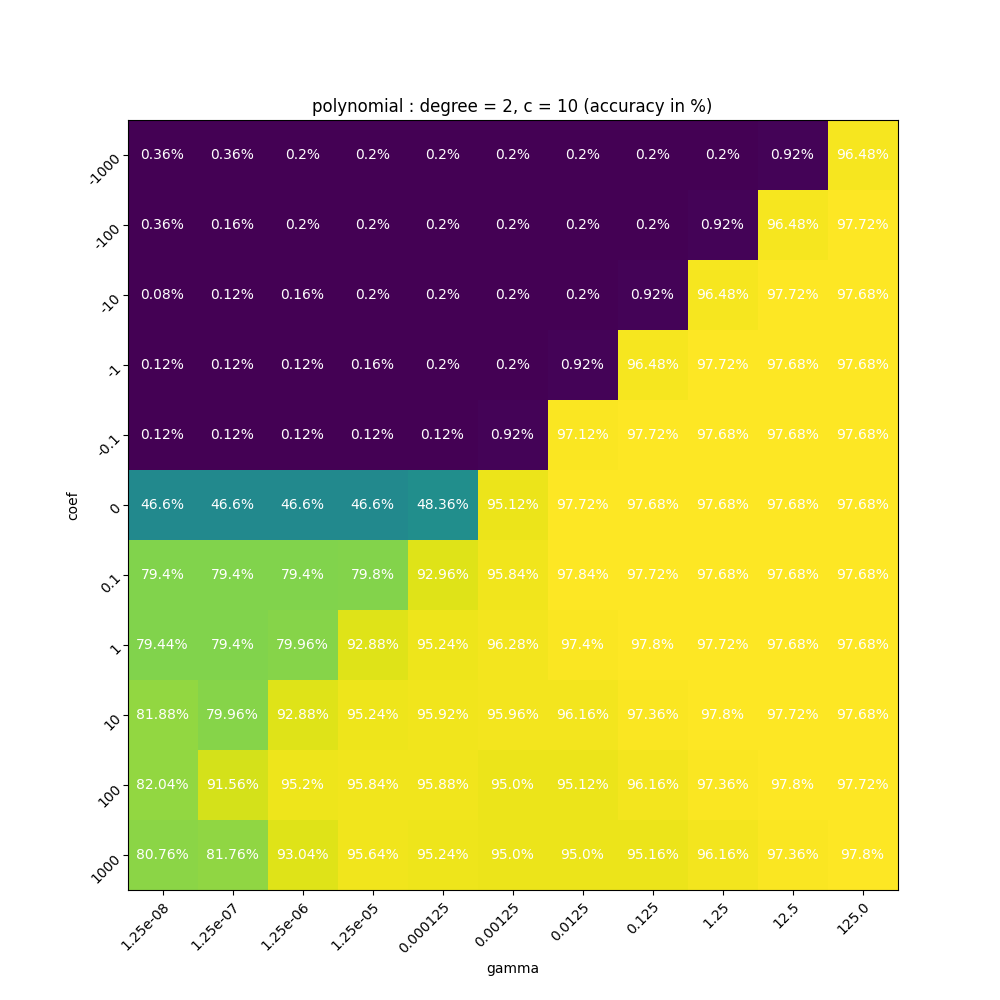 polynomial : degree = 2, c = 10 (accuracy in %)
-1000 0.36% 0.36% 0.2% 0.2% 0.2% 0.2% 0.2% 0.2% 0.2% 0.92% 96.48%
-100 0.36% 0.16% 0.2% 0.2% 0.2% 0.2% 0.2% 0.2% 0.92% 96.48% 97.72%
-10 0.08% 0.12% 0.16% 0.2% 0.2% 0.2% 0.2% 0.92% 96.48% 97.72% 97.68%
-1 0.12% 0.12% 0.12% 0.16% 0.2% 0.2% 0.92% 96.48% 97.72% 97.68% 97.68%
-0.1 0.12% 0.12% 0.12% 0.12% 0.12% 0.92% 97.12% 97.72% 97.68% 97.68% 97.68%
coef
0 46.6% 46.6% 46.6% 46.6% 48.36% 95.12% 97.72% 97.68% 97.68% 97.68% 97.68%
0.1 79.4% 79.4% 79.4% 79.8% 92.96% 95.84% 97.84% 97.72% 97.68% 97.68% 97.68%
1 79.44% 79.4% 79.96% 92.88% 95.24% 96.28% 97.4% 97.8% 97.72% 97.68% 97.68%
10 81.88% 79.96% 92.88% 95.24% 95.92% 95.96% 96.16% 97.36% 97.8% 97.72% 97.68%
100 82.04% 91.56% 95.2% 95.84% 95.88% 95.0% 95.12% 96.16% 97.36% 97.8% 97.72%
1000 80.76% 81.76% 93.04% 95.64% 95.24% 95.0% 95.0% 95.16% 96.16% 97.36% 97.8%
1.25e-08 1.25e-07 1.25e-06 1.25e-05 0.000125 0.00125 0.0125 0.125 1.25 12.5 125.0
gamma